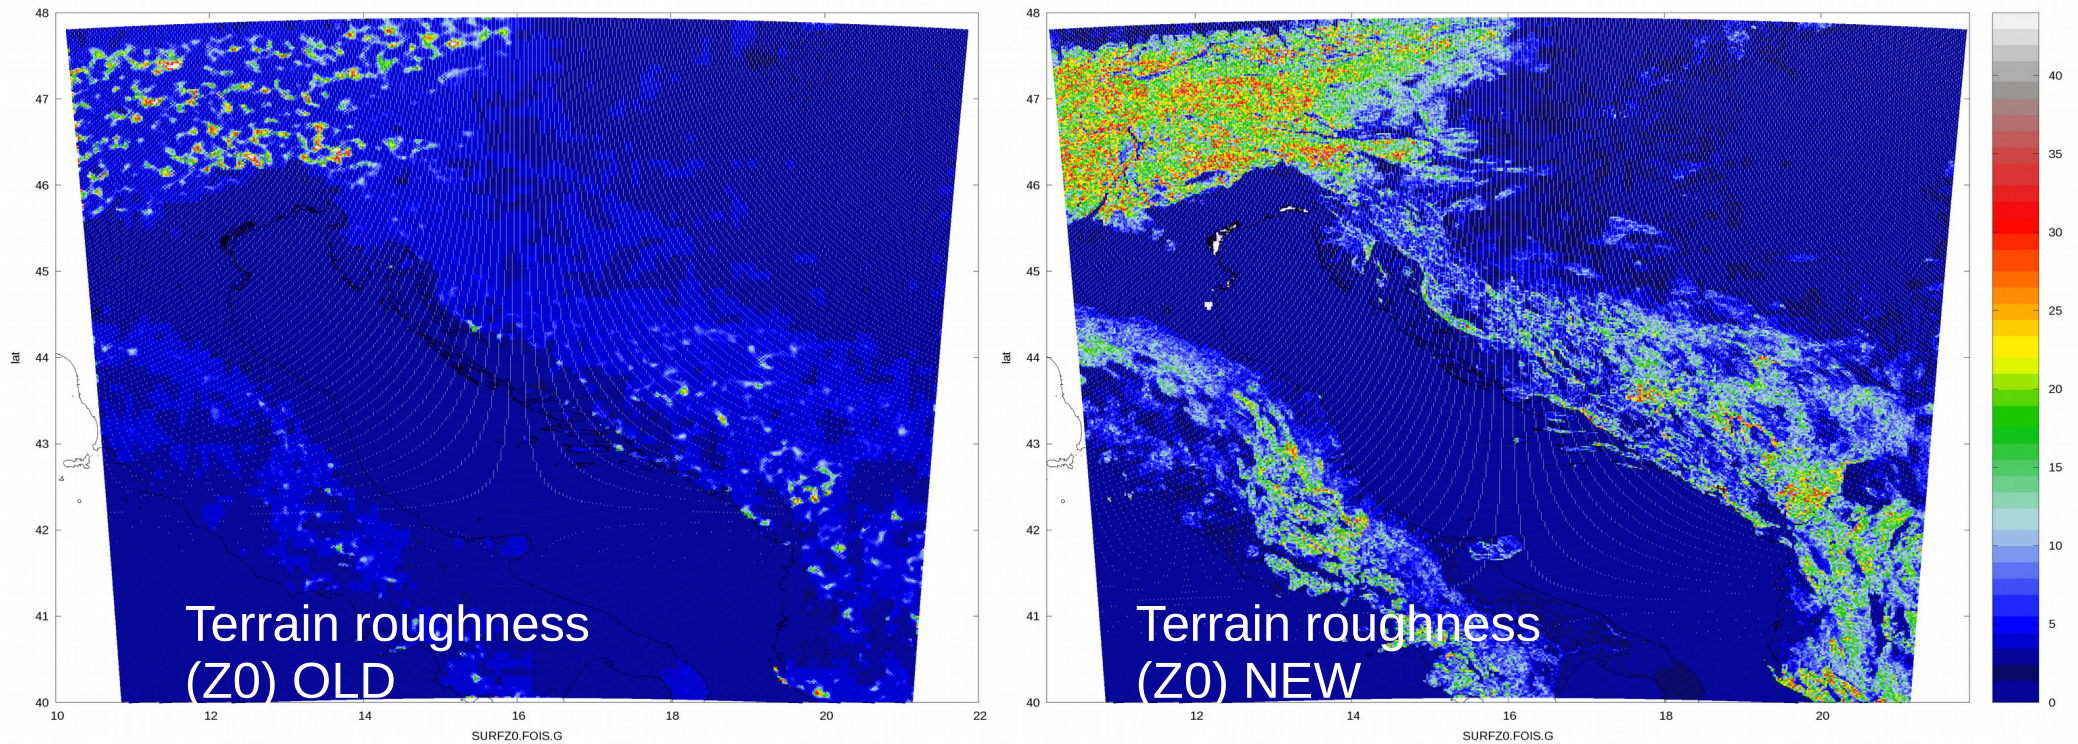 48
47
46
45
44
43
42
41
40
lat
10 12 14 16 18 20 22
SURFZ0.FOIS.G
Terrain roughness
(Z0) OLD
48
47
46
45
44
43
42
41
40
lat
12 14 16 18 20
SURFZ0.FOIS.G
Terrain roughness
(Z0) NEW
40
35
30
25
20
15
10
5
0